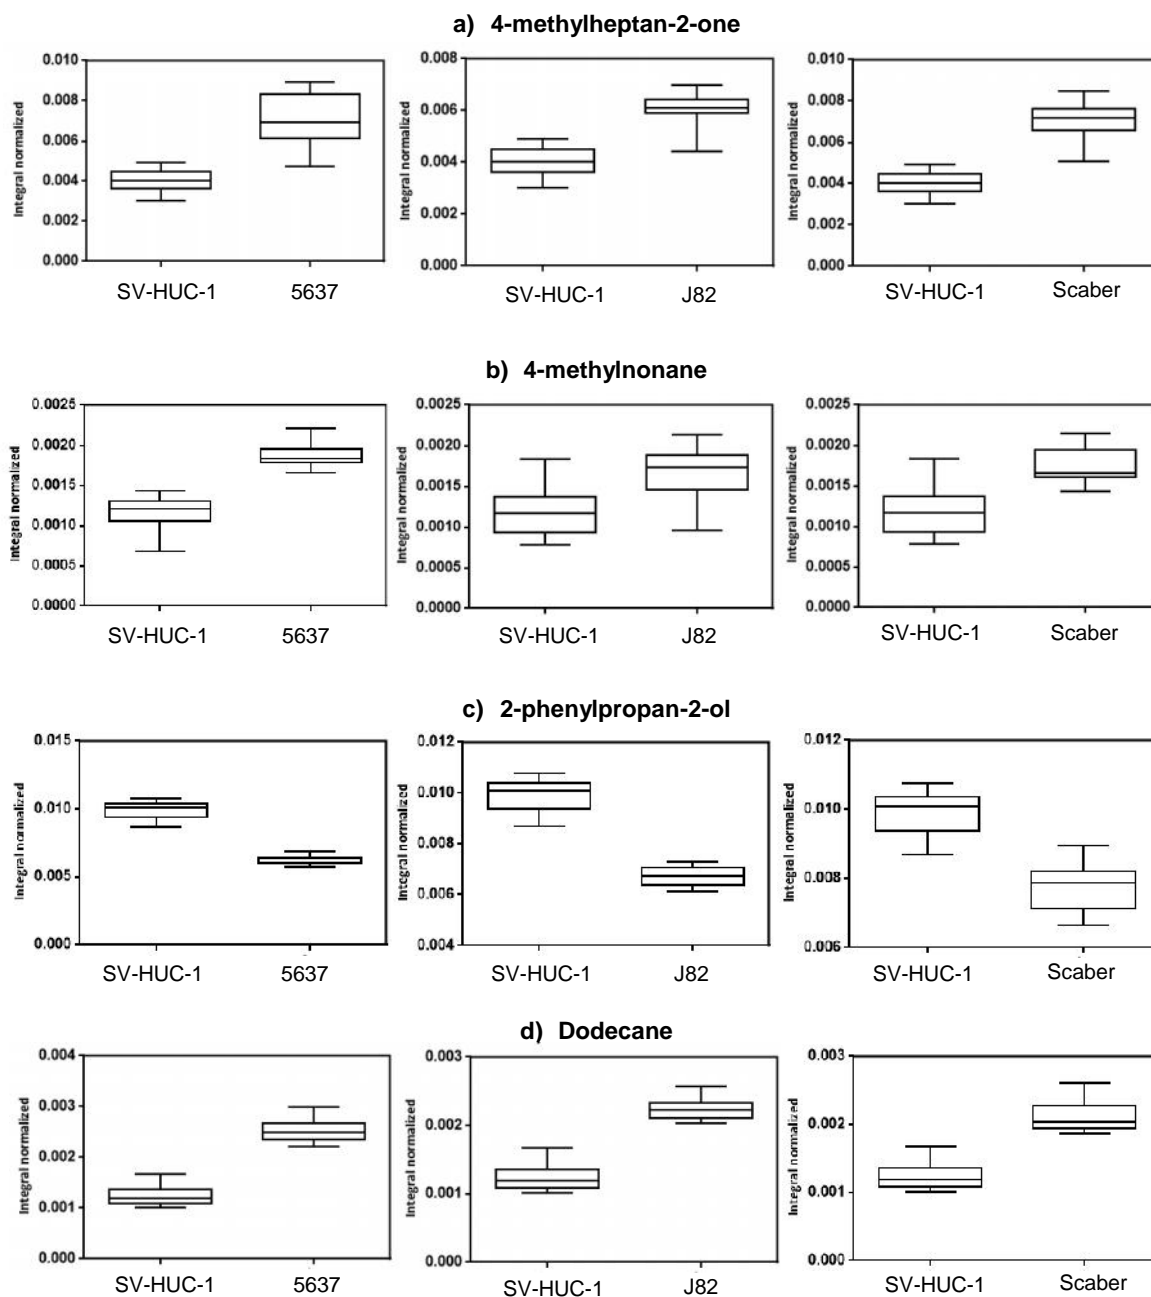 a) 4-methylheptan-2-one
Integral normalized
0.010
0.008
0.006
0.004
0.002
0.000
SV-HUC-1 5637
Integral normalized
0.008
0.006
0.004
0.002
0.000
SV-HUC-1 J82
Integral normalized
0.010
0.008
0.006
0.004
0.002
0.000
SV-HUC-1 Scaber
b) 4-methylnonane
Integral normalized
0.0025
0.0020
0.0015
0.0010
0.0005
0.0000
SV-HUC-1 5637
Integral normalized
0.0025
0.0020
0.0015
0.0010
0.0005
0.0000
SV-HUC-1 J82
Integral normalized
0.0025
0.0020
0.0015
0.0010
0.0005
0.0000
SV-HUC-1 Scaber
c) 2-phenylpropan-2-ol
Integral normalized
0.015
0.010
0.005
0.000
SV-HUC-1 5637
Integral normalized
0.012
0.010
0.008
0.006
0.004
SV-HUC-1 J82
Integral normalized
0.012
0.010
0.008
0.006
SV-HUC-1 Scaber
d) Dodecane
Integral normalized
0.004
0.003
0.002
0.001
0.000
SV-HUC-1 5637
Integral normalized
0.003
0.002
0.001
0.000
SV-HUC-1 J82
Integral normalized
0.003
0.002
0.001
0.000
SV-HUC-1 Scaber